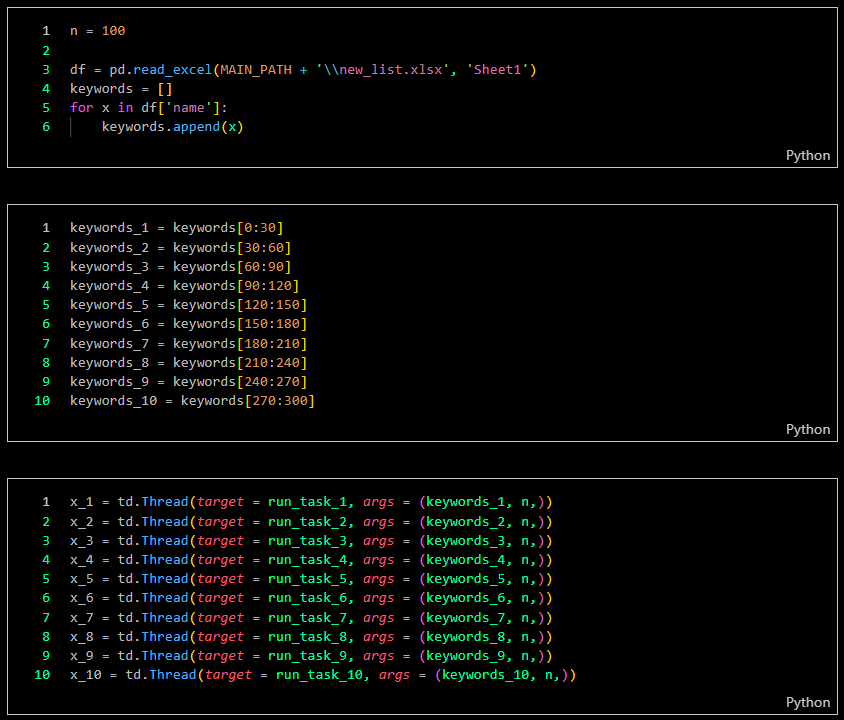 1 n = 100
2
3 df = pd.read_excel(MAIN_PATH + '\\new_list.xlsx', 'Sheet1')
4 keywords = []
5 for x in df['name']:
6     keywords.append(x)
Python
1 keywords_1 = keywords[0:30]
2 keywords_2 = keywords[30:60]
3 keywords_3 = keywords[60:90]
4 keywords_4 = keywords[90:120]
5 keywords_5 = keywords[120:150]
6 keywords_6 = keywords[150:180]
7 keywords_7 = keywords[180:210]
8 keywords_8 = keywords[210:240]
9 keywords_9 = keywords[240:270]
10 keywords_10 = keywords[270:300]
Python
1 x_1 = td.Thread(target = run_task_1, args = (keywords_1, n,))
2 x_2 = td.Thread(target = run_task_2, args = (keywords_2, n,))
3 x_3 = td.Thread(target = run_task_3, args = (keywords_3, n,))
4 x_4 = td.Thread(target = run_task_4, args = (keywords_4, n,))
5 x_5 = td.Thread(target = run_task_5, args = (keywords_5, n,))
6 x_6 = td.Thread(target = run_task_6, args = (keywords_6, n,))
7 x_7 = td.Thread(target = run_task_7, args = (keywords_7, n,))
8 x_8 = td.Thread(target = run_task_8, args = (keywords_8, n,))
9 x_9 = td.Thread(target = run_task_9, args = (keywords_9, n,))
10 x_10 = td.Thread(target = run_task_10, args = (keywords_10, n,))
Python